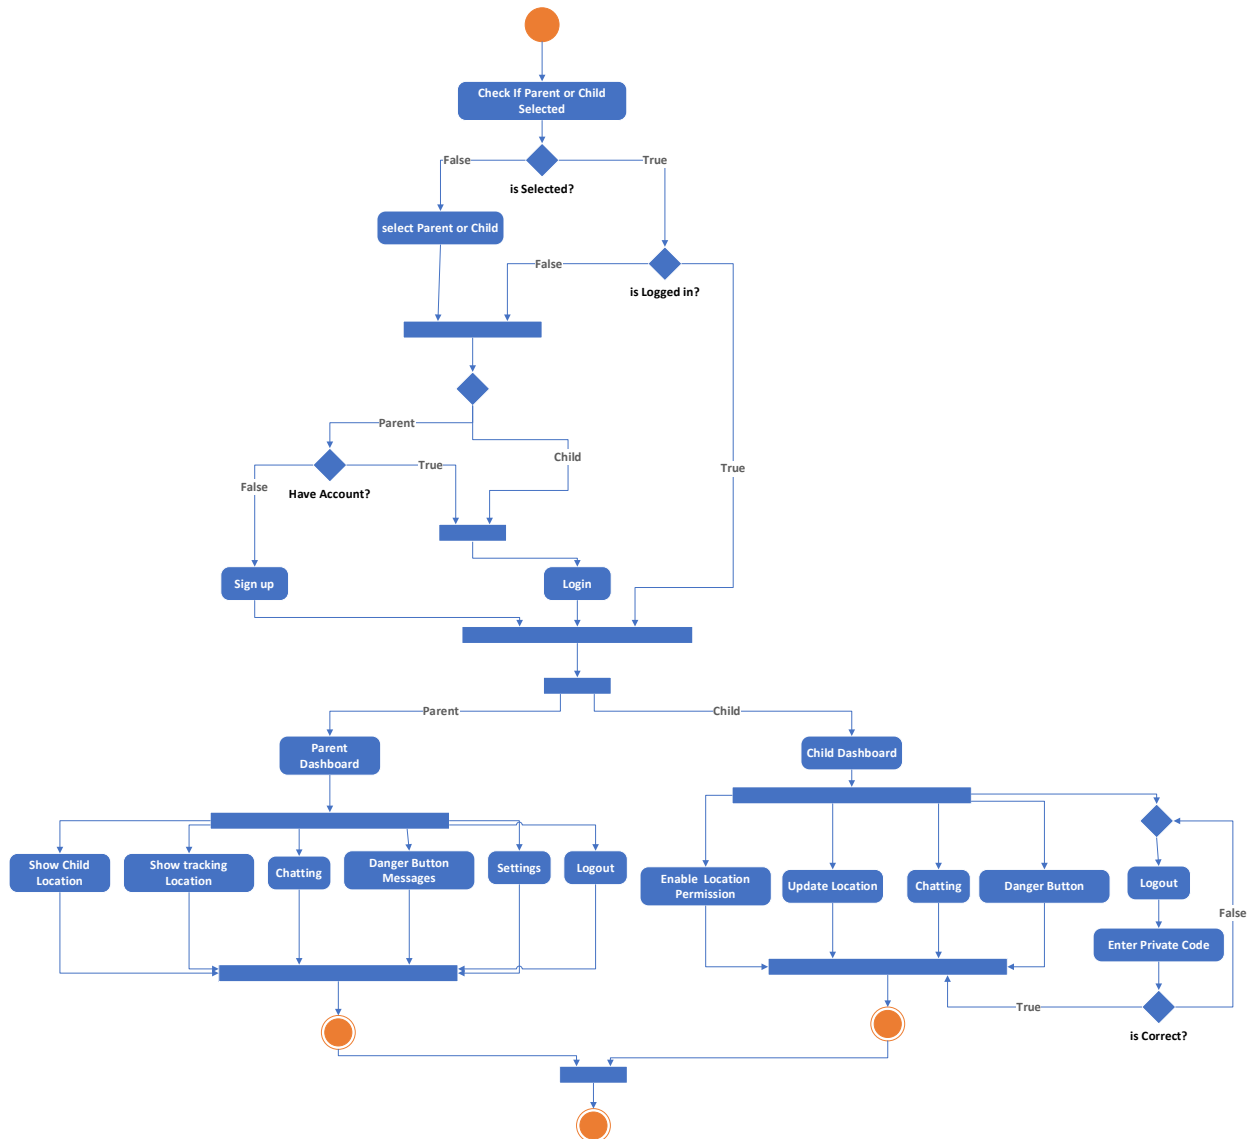 Check If Parent or Child
Selected
False
True
is Selected?
select Parent or Child
False
is Logged in?
Parent
Child
True
True
False
Have Account?
Sign up
Login
Parent
Child
Parent
Dashboard
Child Dashboard
Show Child
Location
Show tracking
Location
Chatting
Danger Button
Messages
Settings
Logout
Enable  Location
Permission
Update Location
Chatting
Danger Button
Logout
False
Enter Private Code
True
is Correct?